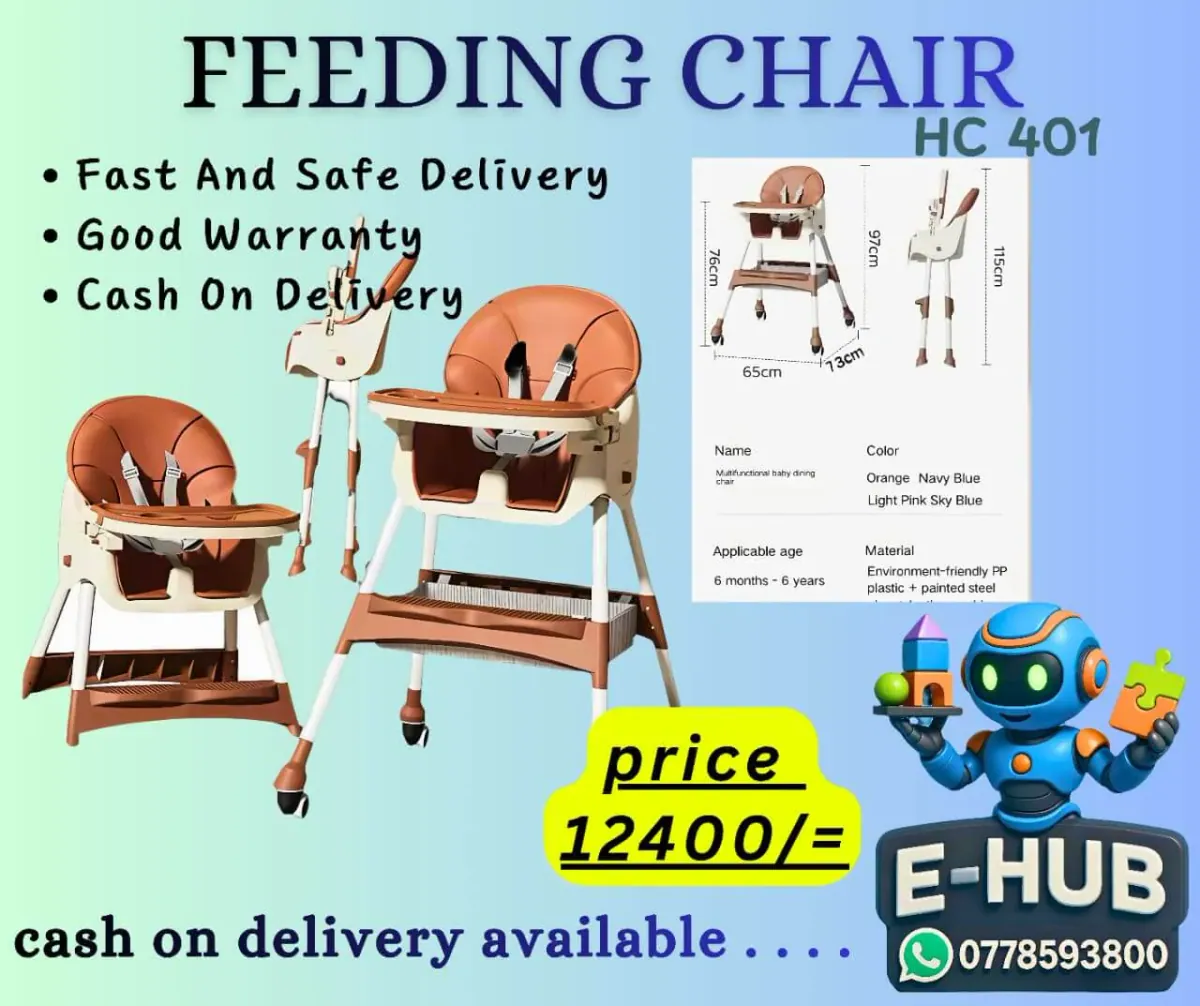 FEEDING CHAIR
HC 401
• Fast And Safe Delivery
• Good Warranty
• Cash On Delivery
76cm
97cm
115cm
65cm
73cm
Name
Multifunctional baby dining
chair
Color
Orange Navy Blue
Light Pink Sky Blue
Applicable age
6 months - 6 years
Material
Environment-friendly PP
plastic + painted steel
price
12400/=
E-HUB
0778593800
cash on delivery available . . . .